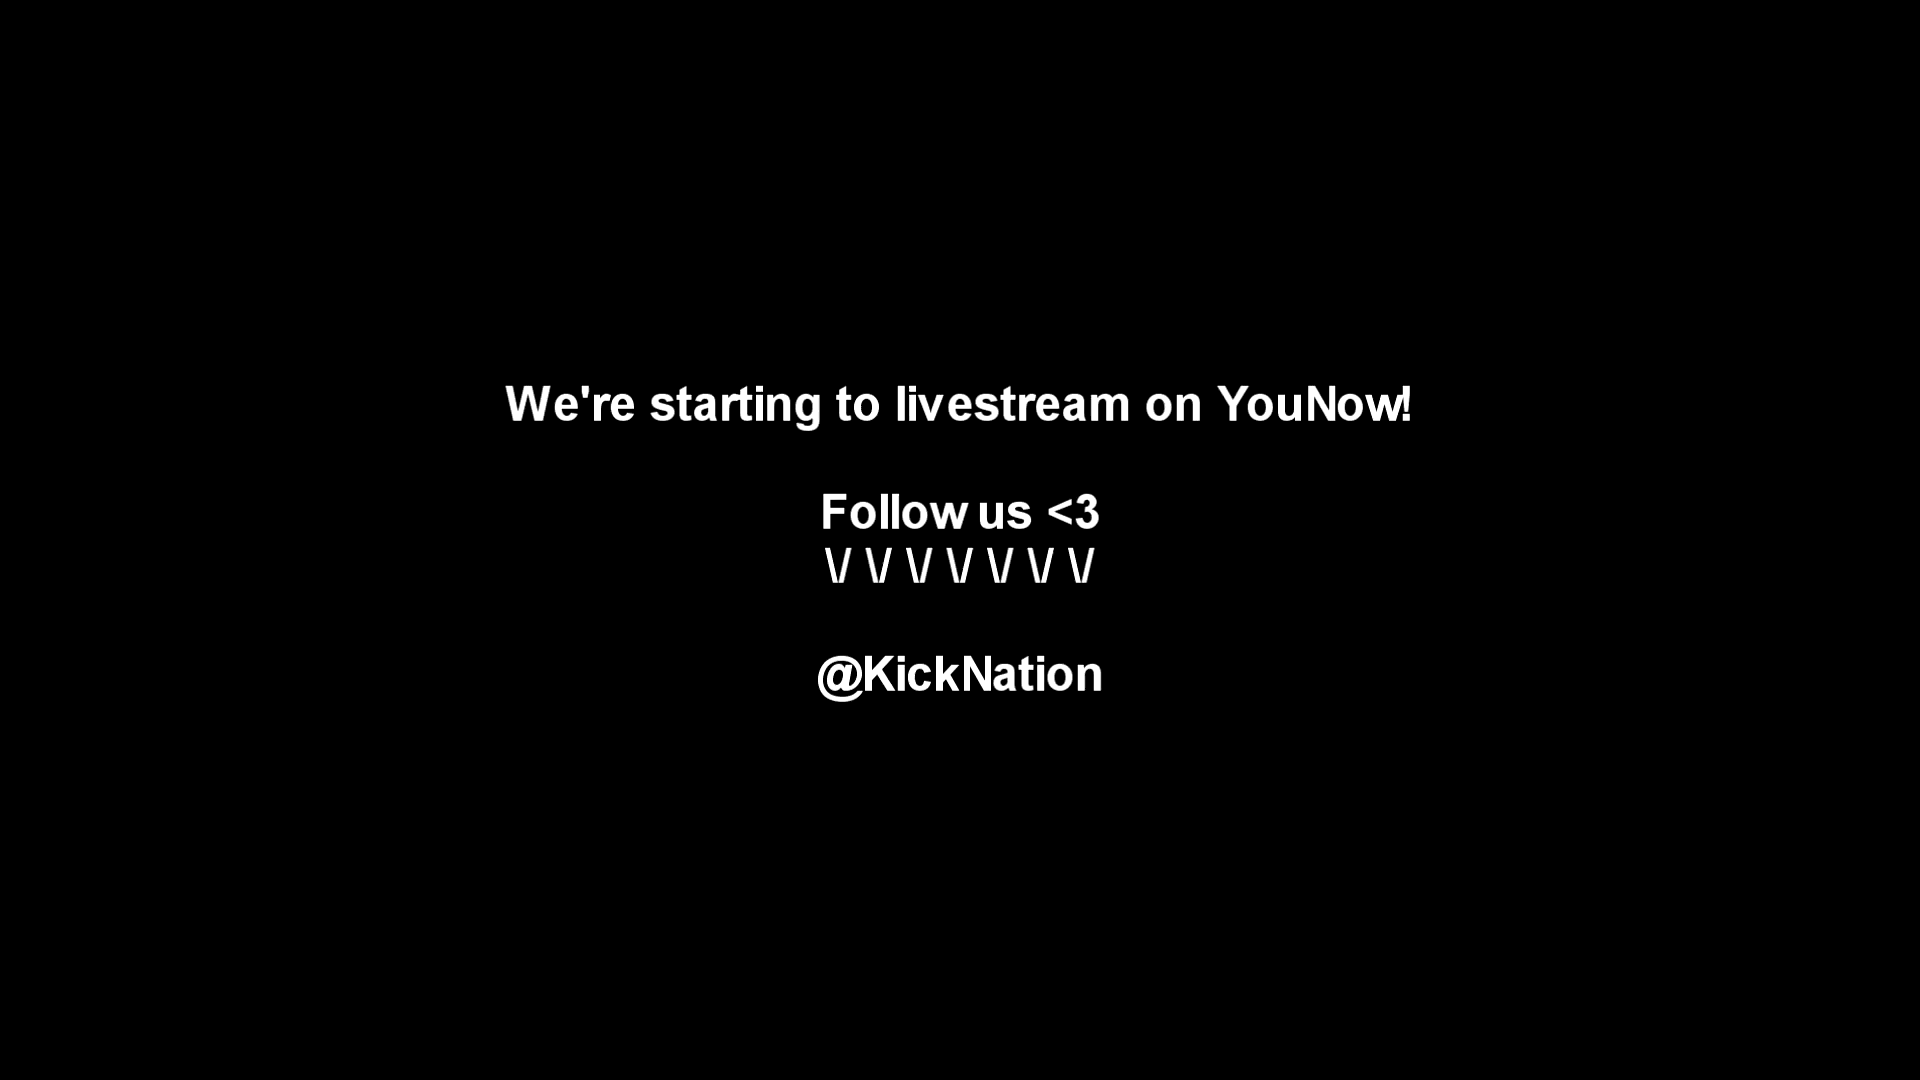 We're starting to livestream on YouNow!
Follow us <3
\/ \/ \/ \/ \/ \/ \/
@KickNation